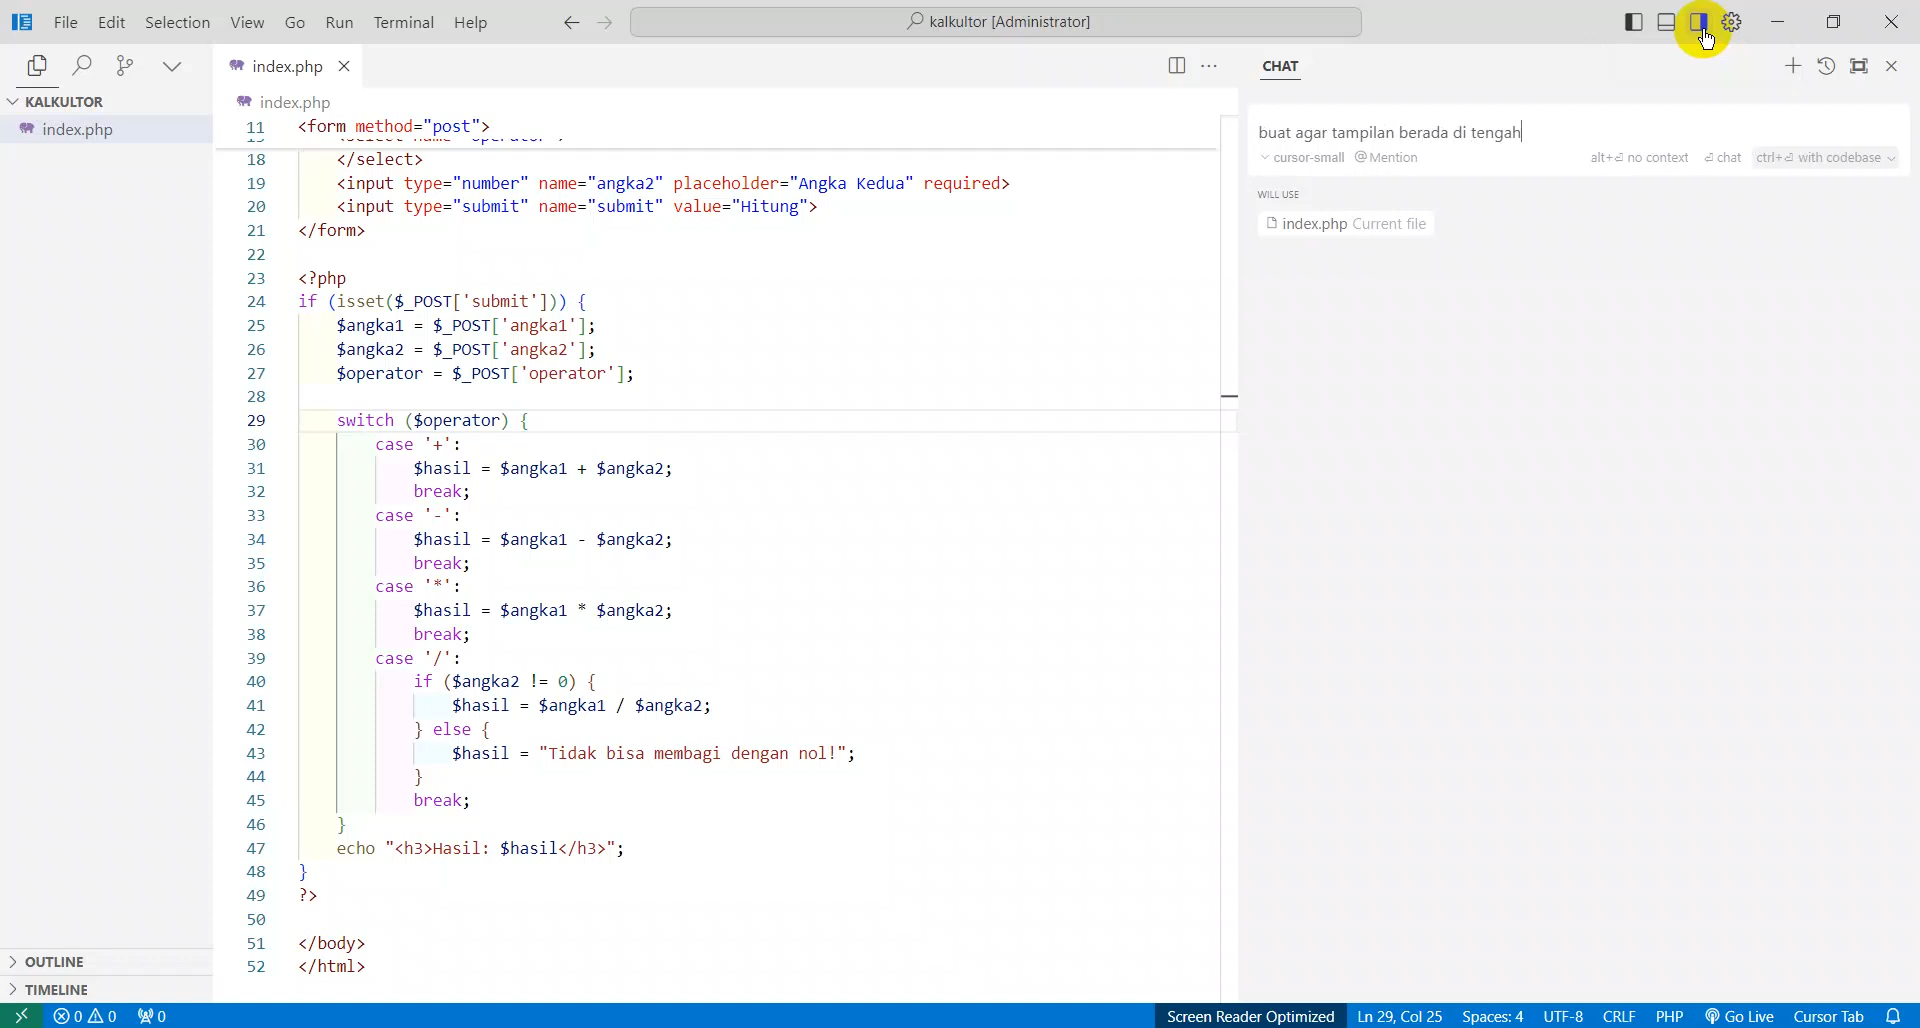 File Edit Selection View Go Run Terminal Help
kalkultor [Administrator]
index.php
CHAT
KALKULTOR
index.php
index.php
11 <form method="post">
18 </select>
19 <input type="number" name="angka2" placeholder="Angka Kedua" required>
20 <input type="submit" name="submit" value="Hitung">
21 </form>
22
23 <?php
24 if (isset($_POST['submit'])) {
25 $angka1 = $_POST['angka1'];
26 $angka2 = $_POST['angka2'];
27 $operator = $_POST['operator'];
28
29 switch ($operator) {
30 case '+':
31 $hasil = $angka1 + $angka2;
32 break;
33 case '-':
34 $hasil = $angka1 - $angka2;
35 break;
36 case '*':
37 $hasil = $angka1 * $angka2;
38 break;
39 case '/':
40 if ($angka2 != 0) {
41 $hasil = $angka1 / $angka2;
42 } else {
43 $hasil = "Tidak bisa membagi dengan nol!";
44 }
45 break;
46 }
47 echo "<h3>Hasil: $hasil</h3>";
48 }
49 ?>
50
51 </body>
52 </html>
buat agar tampilan berada di tengah
cursor-small @Mention alt+⏎ no context ⏎ chat ctrl+⏎ with codebase
WILL USE
index.php Current file
OUTLINE
TIMELINE
0 0 0 Screen Reader Optimized Ln 29, Col 25 Spaces: 4 UTF-8 CRLF PHP Go Live Cursor Tab